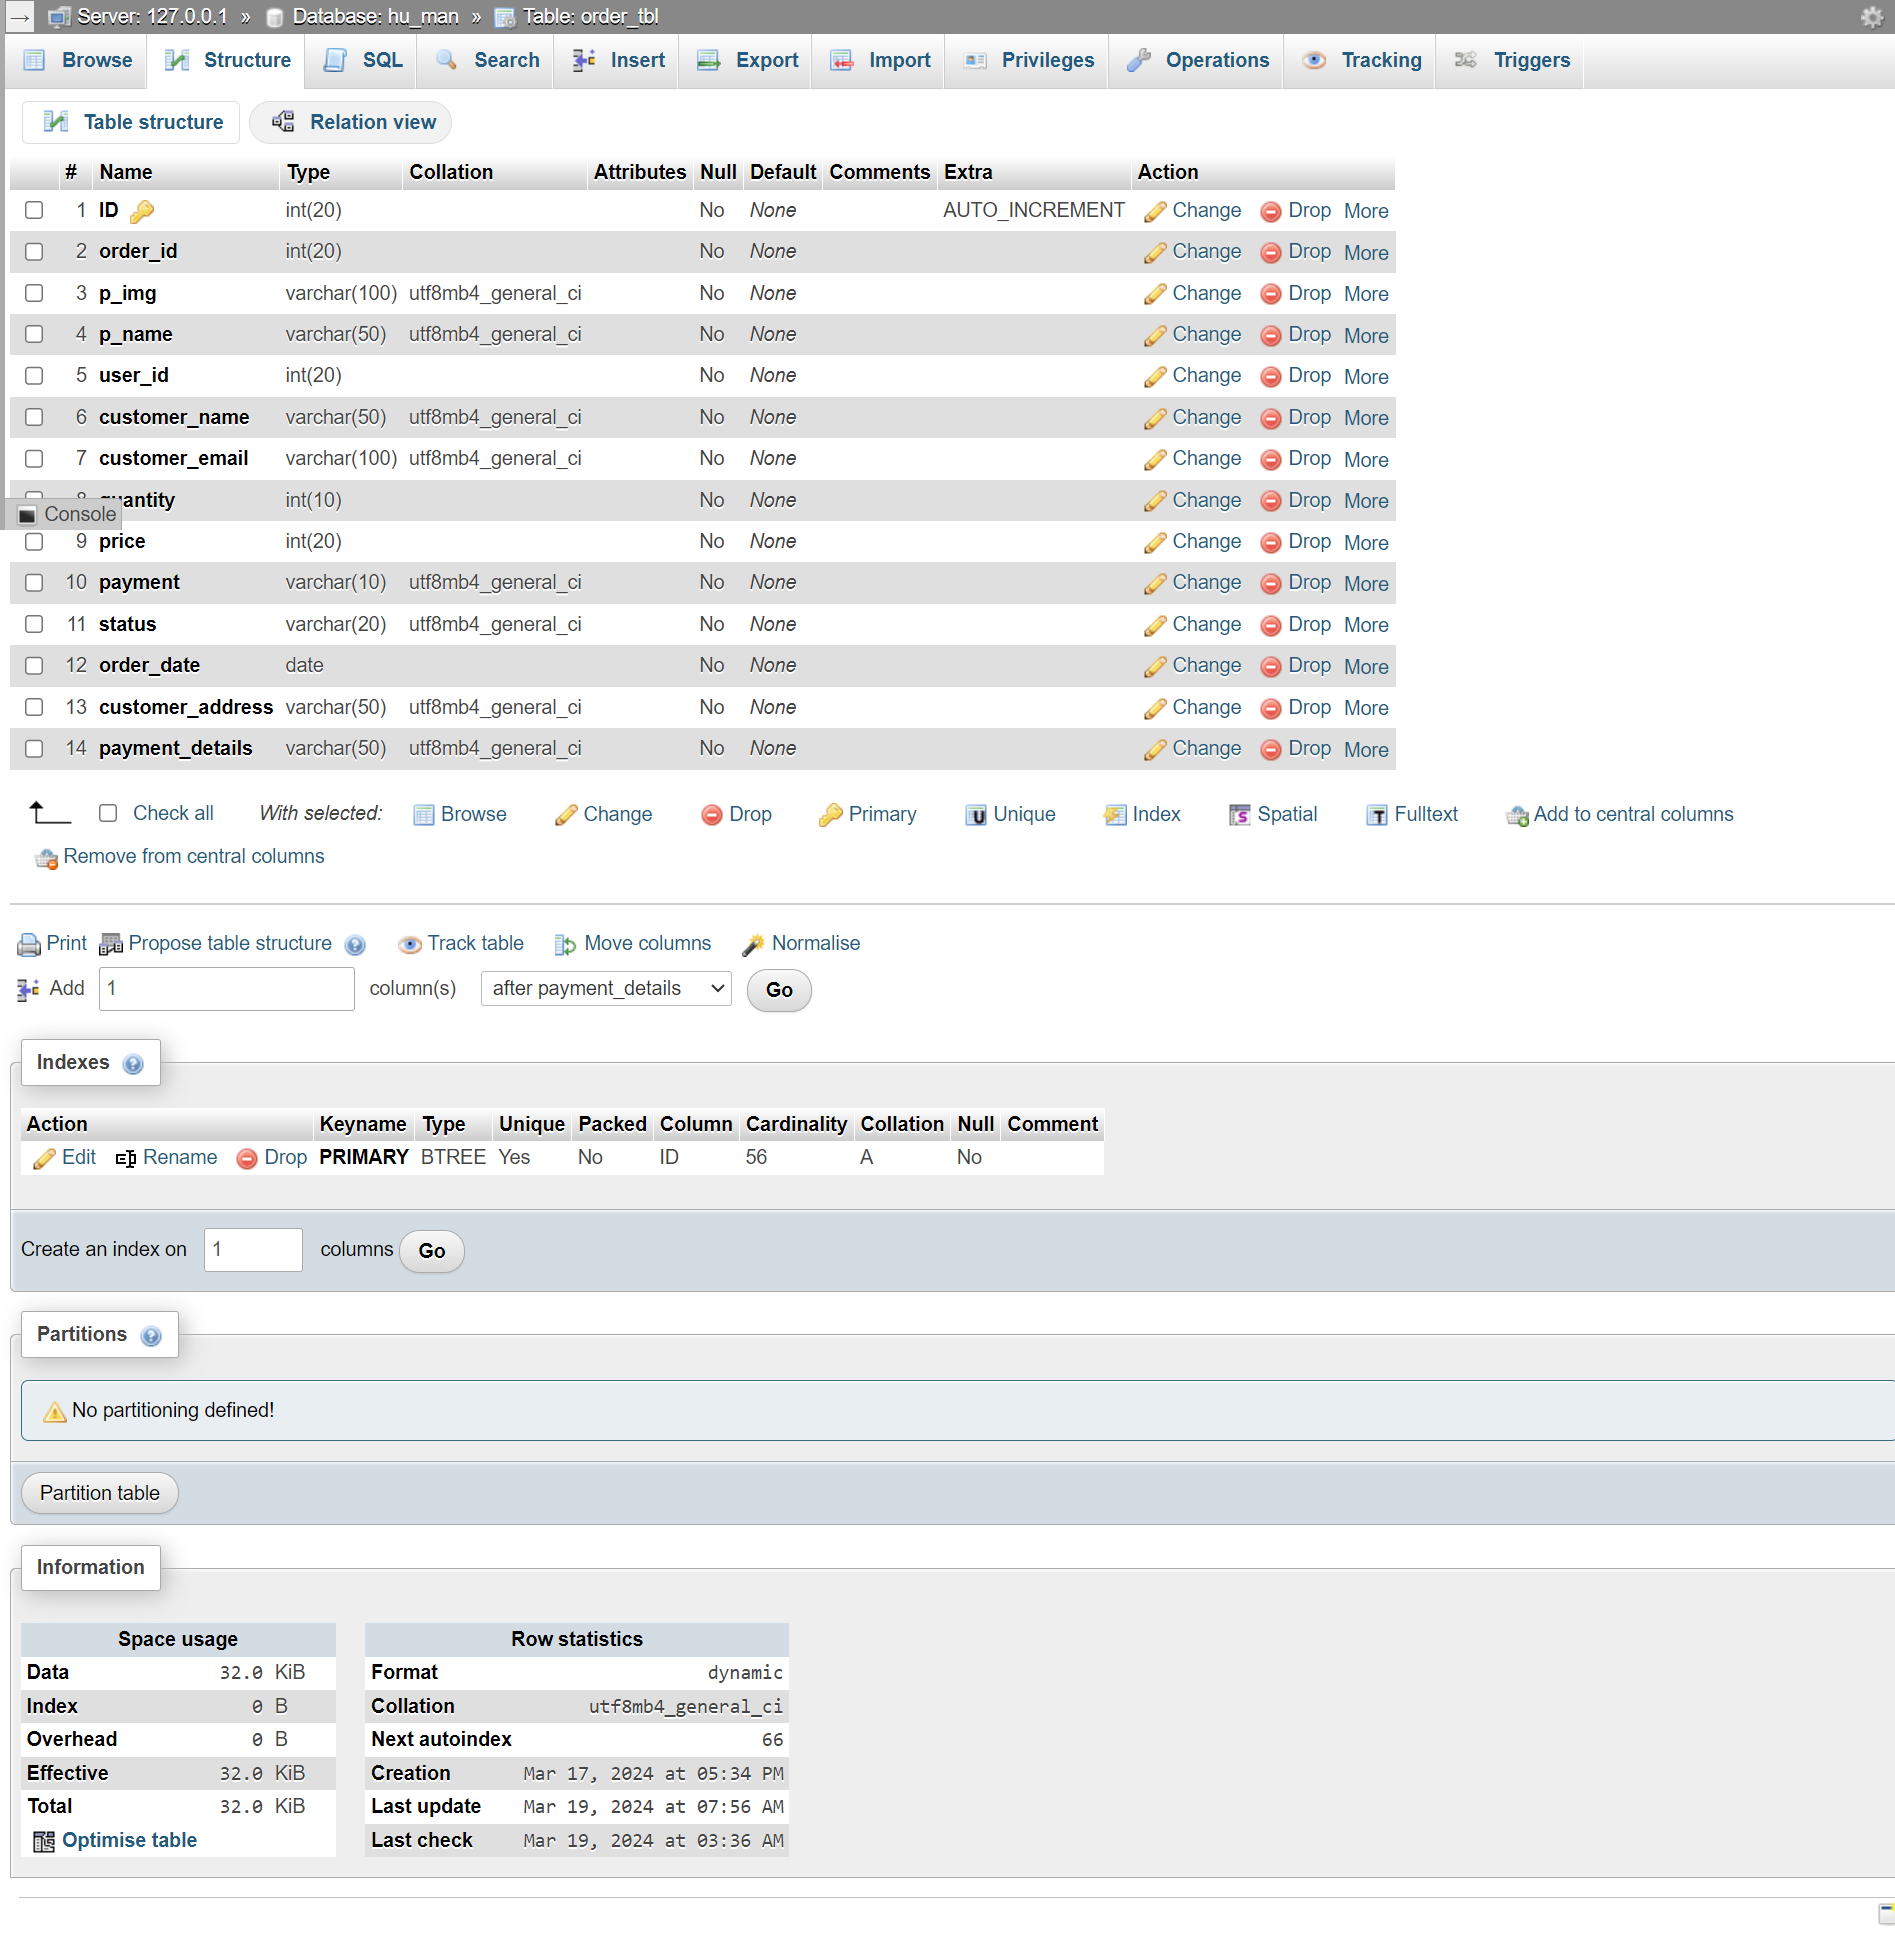 Server: 127.0.0.1 » Database: hu_man » Table: order_tbl
Browse Structure SQL Search Insert Export Import Privileges Operations Tracking Triggers
Table structure Relation view
# Name Type Collation Attributes Null Default Comments Extra Action
1 ID int(20) No None AUTO_INCREMENT Change Drop More
2 order_id int(20) No None Change Drop More
3 p_img varchar(100) utf8mb4_general_ci No None Change Drop More
4 p_name varchar(50) utf8mb4_general_ci No None Change Drop More
5 user_id int(20) No None Change Drop More
6 customer_name varchar(50) utf8mb4_general_ci No None Change Drop More
7 customer_email varchar(100) utf8mb4_general_ci No None Change Drop More
8 quantity int(10) No None Change Drop More
Console
9 price int(20) No None Change Drop More
10 payment varchar(10) utf8mb4_general_ci No None Change Drop More
11 status varchar(20) utf8mb4_general_ci No None Change Drop More
12 order_date date No None Change Drop More
13 customer_address varchar(50) utf8mb4_general_ci No None Change Drop More
14 payment_details varchar(50) utf8mb4_general_ci No None Change Drop More
Check all With selected: Browse Change Drop Primary Unique Index Spatial Fulltext Add to central columns
Remove from central columns
Print Propose table structure Track table Move columns Normalise
Add 1 column(s) after payment_details Go
Indexes
Action Keyname Type Unique Packed Column Cardinality Collation Null Comment
Edit Rename Drop PRIMARY BTREE Yes No ID 56 A No
Create an index on 1 columns Go
Partitions
No partitioning defined!
Partition table
Information
Space usage
Data 32.0 KiB
Index 0 B
Overhead 0 B
Effective 32.0 KiB
Total 32.0 KiB
Optimise table
Row statistics
Format dynamic
Collation utf8mb4_general_ci
Next autoindex 66
Creation Mar 17, 2024 at 05:34 PM
Last update Mar 19, 2024 at 07:56 AM
Last check Mar 19, 2024 at 03:36 AM